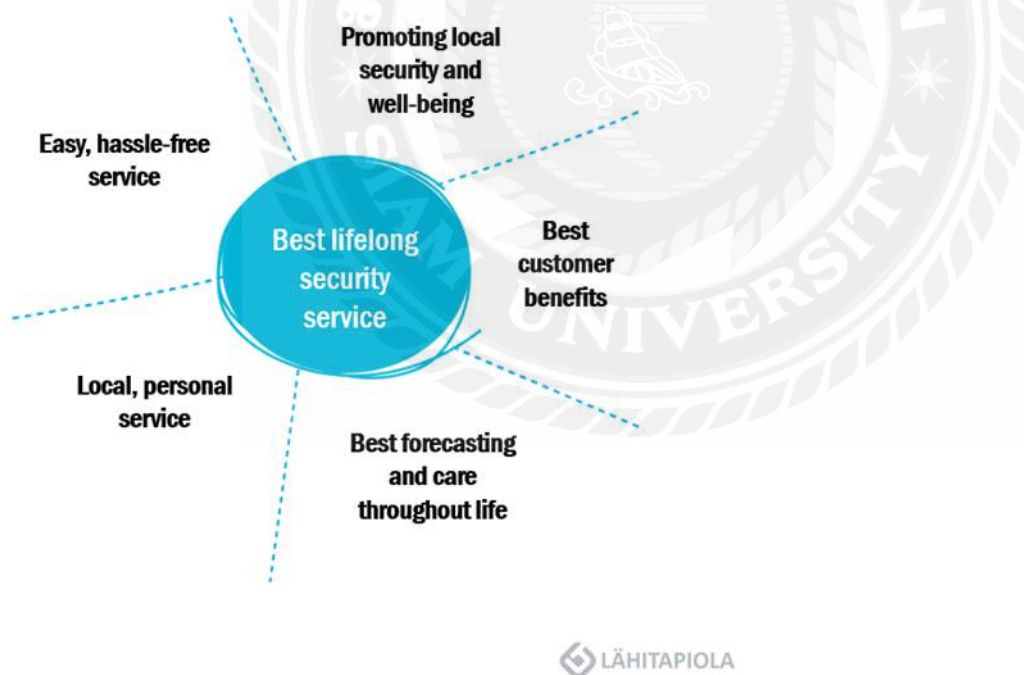 Promoting local
security and
well-being
Easy, hassle-free
service
Best lifelong
security
service
Best
customer
benefits
Local, personal
service
Best forecasting
and care
throughout life
SIAM UNIVERSITY
LÄHITAPIOLA